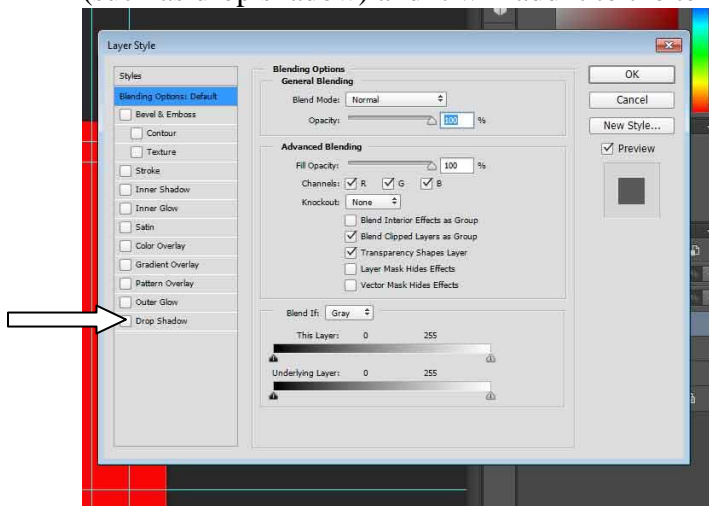 Layer Style
Styles
Blending Options: Default
Bevel & Emboss
Contour
Texture
Stroke
Inner Shadow
Inner Glow
Satin
Color Overlay
Gradient Overlay
Pattern Overlay
Outer Glow
Drop Shadow
Blending Options
General Blending
Blend Mode: Normal
Opacity: 100 %
Advanced Blending
Fill Opacity: 100 %
Channels: R G B
Knockout: None
Blend Interior Effects as Group
Blend Clipped Layers as Group
Transparency Shapes Layer
Layer Mask Hides Effects
Vector Mask Hides Effects
Blend If: Gray
This Layer: 0 255
Underlying Layer: 0 255
OK
Cancel
New Style...
Preview